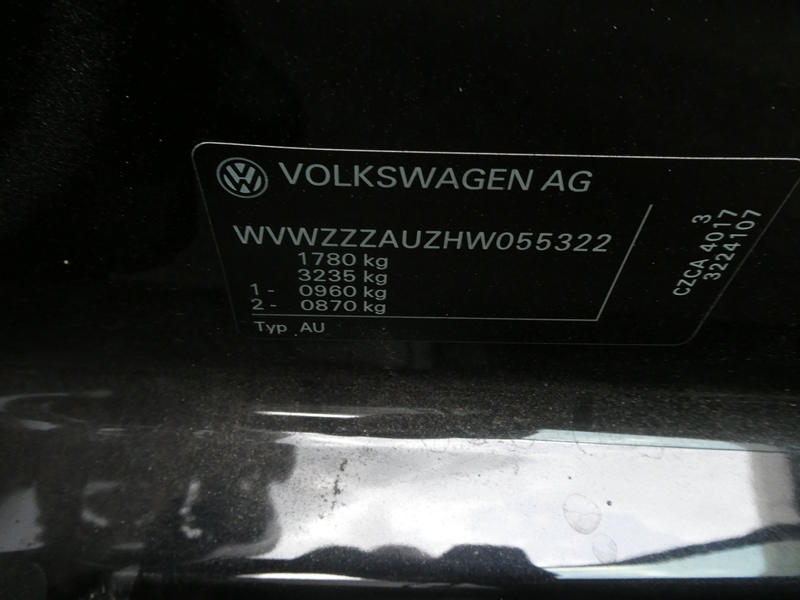 VOLKSWAGEN AG
WVWZZZAUZHW055322
1780 kg
3235 kg
1 - 0960 kg
2 - 0870 kg
Typ AU
3
CZCA 4017
3224107